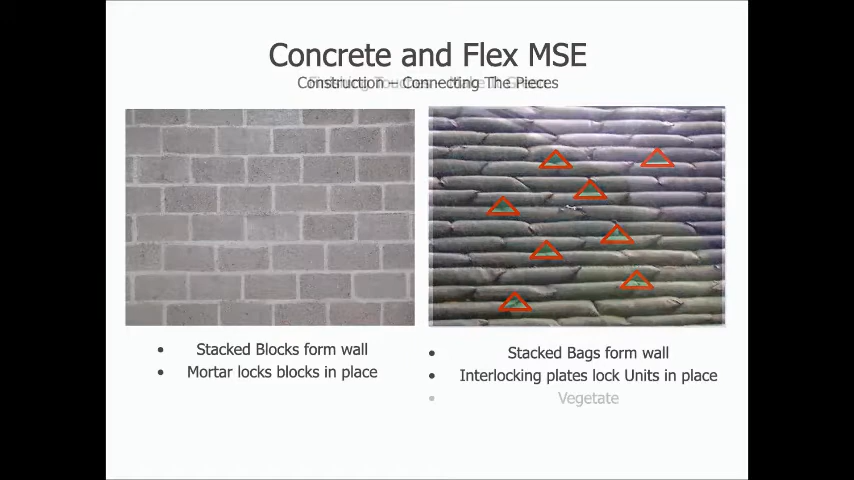 Concrete and Flex MSE
Construction – Connecting The Pieces
Stacked Blocks form wall
Mortar locks blocks in place
Stacked Bags form wall
Interlocking plates lock Units in place
Vegetate